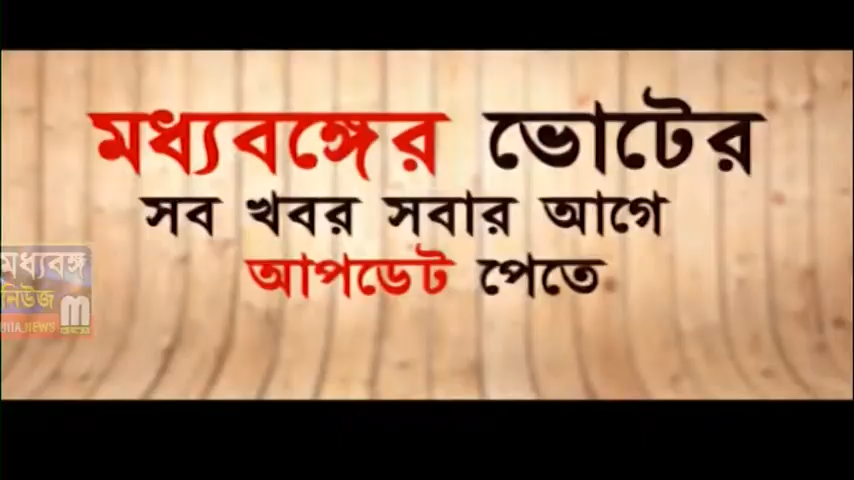 মধ্যবঙ্গের ভোটের
সব খবর সবার আগে
আপডেট পেতে
মধ্যবঙ্গ
নিউজ